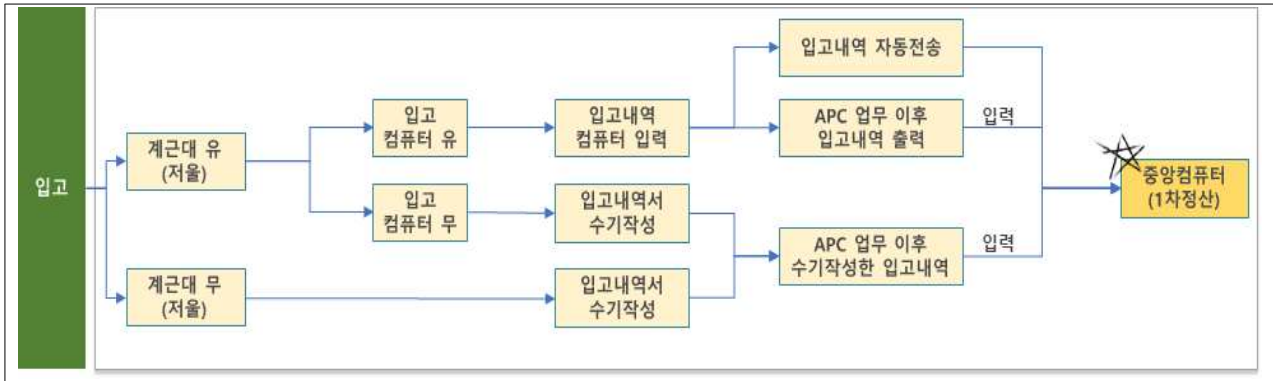 입고
계근대 유
(저울)
계근대 무
(저울)
입고
컴퓨터 유
입고
컴퓨터 무
입고내역
컴퓨터 입력
입고내역서
수기작성
입고내역서
수기작성
입고내역 자동전송
APC 업무 이후
입고내역 출력
APC 업무 이후
수기작성한 입고내역
입력
입력
중앙컴퓨터
(1차정산)